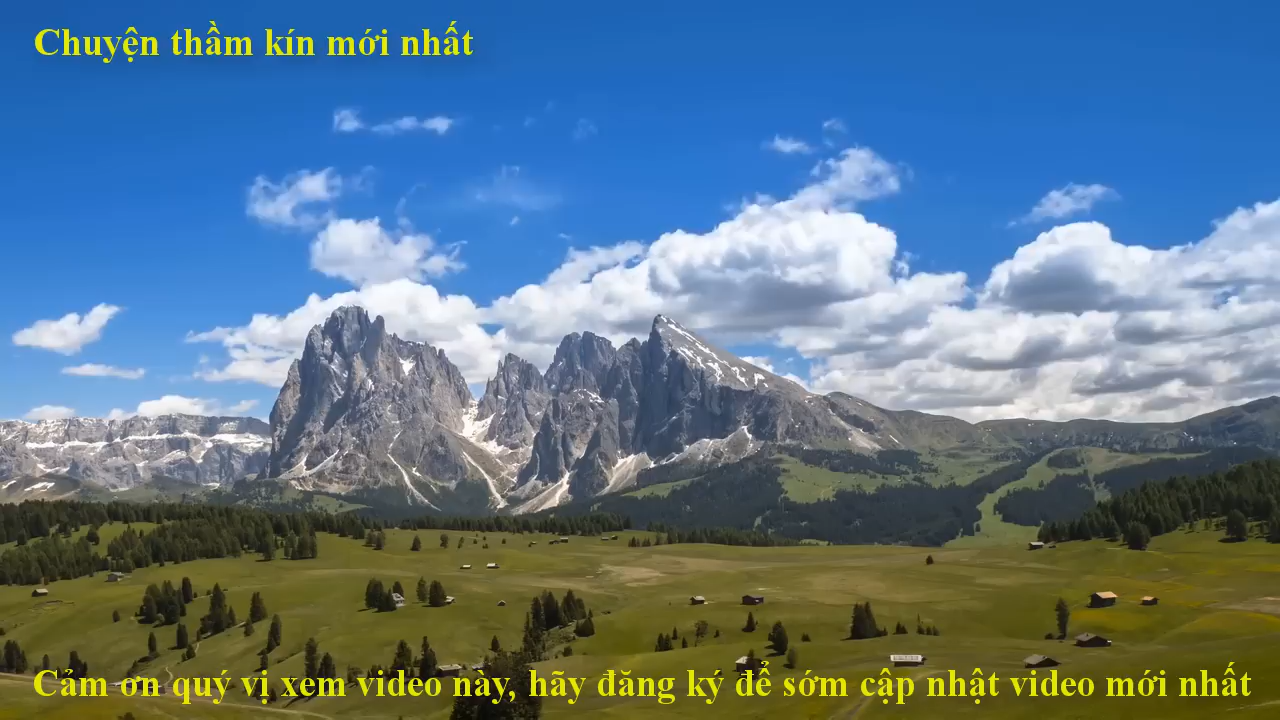 Chuyện thầm kín mới nhất
Cảm ơn quý vị xem video này, hãy đăng ký để sớm cập nhật video mới nhất